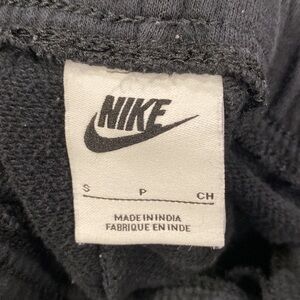 NIKE
S P CH
MADE IN INDIA
FABRIQUE EN INDE